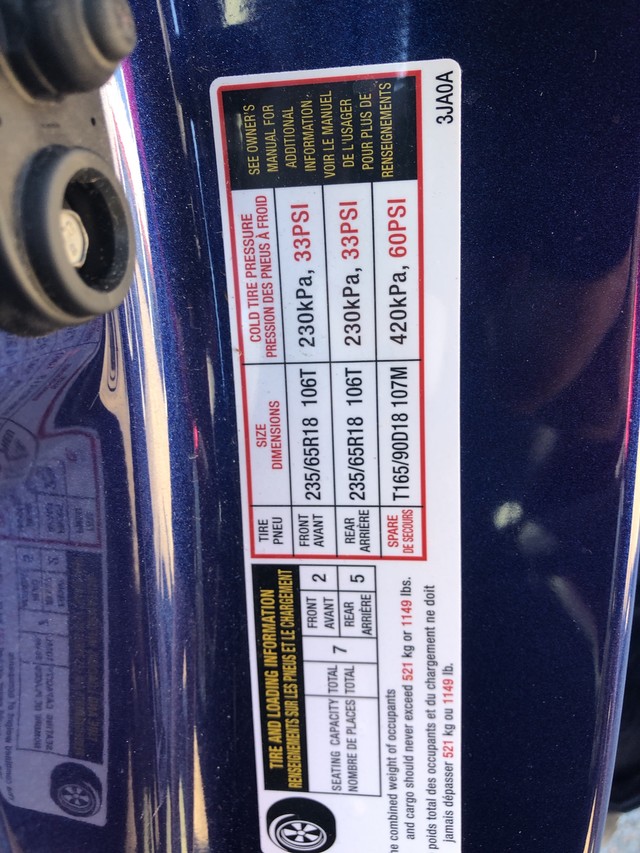 TIRE AND LOADING INFORMATION
RENSEIGNEMENTS SUR LES PNEUS ET LE CHARGEMENT
SEATING CAPACITY TOTAL 7 FRONT 2 REAR 5
NOMBRE DE PLACES TOTAL AVANT ARRIÈRE
combined weight of occupants
and cargo should never exceed 521 kg or 1149 lbs.
poids total des occupants et du chargement ne doit
jamais dépasser 521 kg ou 1149 lb.
TIRE SIZE COLD TIRE PRESSURE
PNEU DIMENSIONS PRESSION DES PNEUS À FROID
FRONT
AVANT 235/65R18 106T 230kPa, 33PSI
REAR
ARRIÈRE 235/65R18 106T 230kPa, 33PSI
SPARE
DE SECOURS T165/90D18 107M 420kPa, 60PSI
SEE OWNER'S
MANUAL FOR
ADDITIONAL
INFORMATION
VOIR LE MANUEL
DE L'USAGER
POUR PLUS DE
RENSEIGNEMENTS
3JA0A